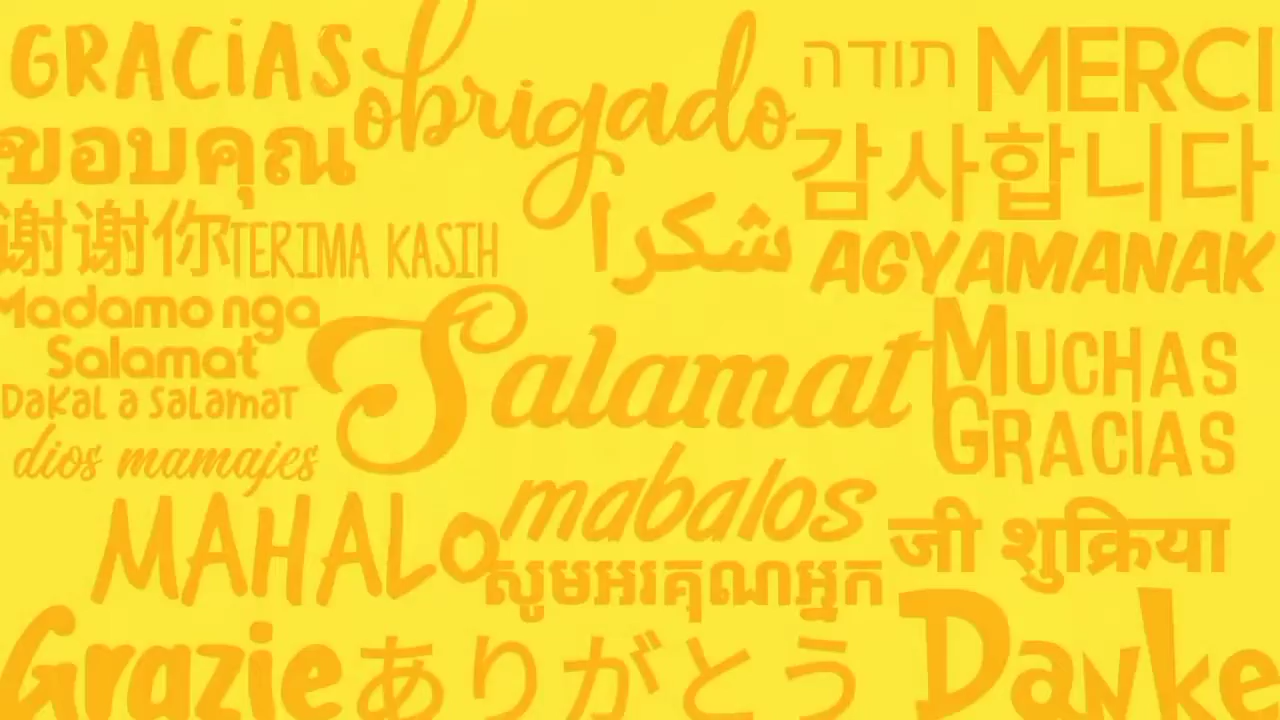 GRACiAS
obrigado
תודה
MERCI
ขอบคุณ
감사합니다
谢谢你
TERIMA KASIH
شكرا
AGYAMANAK
Madamo nga
Salamat
Salamat
MUCHAS
GRACIAS
DaKaL a SaLamaT
dios mamajes
mabalos
MAHALO
जी शुक्रिया
សូមអរគុណអ្នក
Grazie
ありがとう
Danke